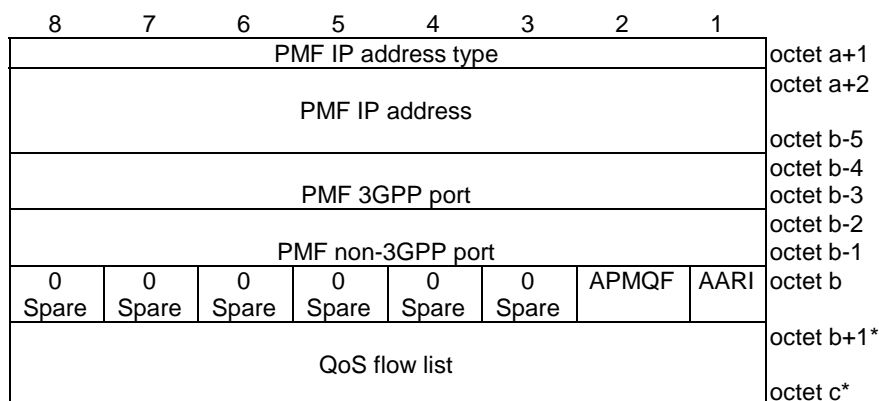 8 7 6 5 4 3 2 1
PMF IP address type octet a+1
octet a+2
PMF IP address
octet b-5
octet b-4
PMF 3GPP port octet b-3
octet b-2
PMF non-3GPP port octet b-1
0 0 0 0 0 0 APMQF AARI octet b
Spare Spare Spare Spare Spare Spare
octet b+1*
QoS flow list
octet c*